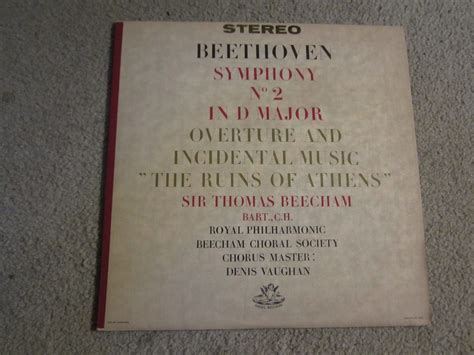 STEREO
BEETHOVEN
SYMPHONY
Nº 2
IN D MAJOR
OVERTURE AND
INCIDENTAL MUSIC
"THE RUINS OF ATHENS"
SIR THOMAS BEECHAM
BART., C.H.
ROYAL PHILHARMONIC
BEECHAM CHORAL SOCIETY
CHORUS MASTER:
DENIS VAUGHAN